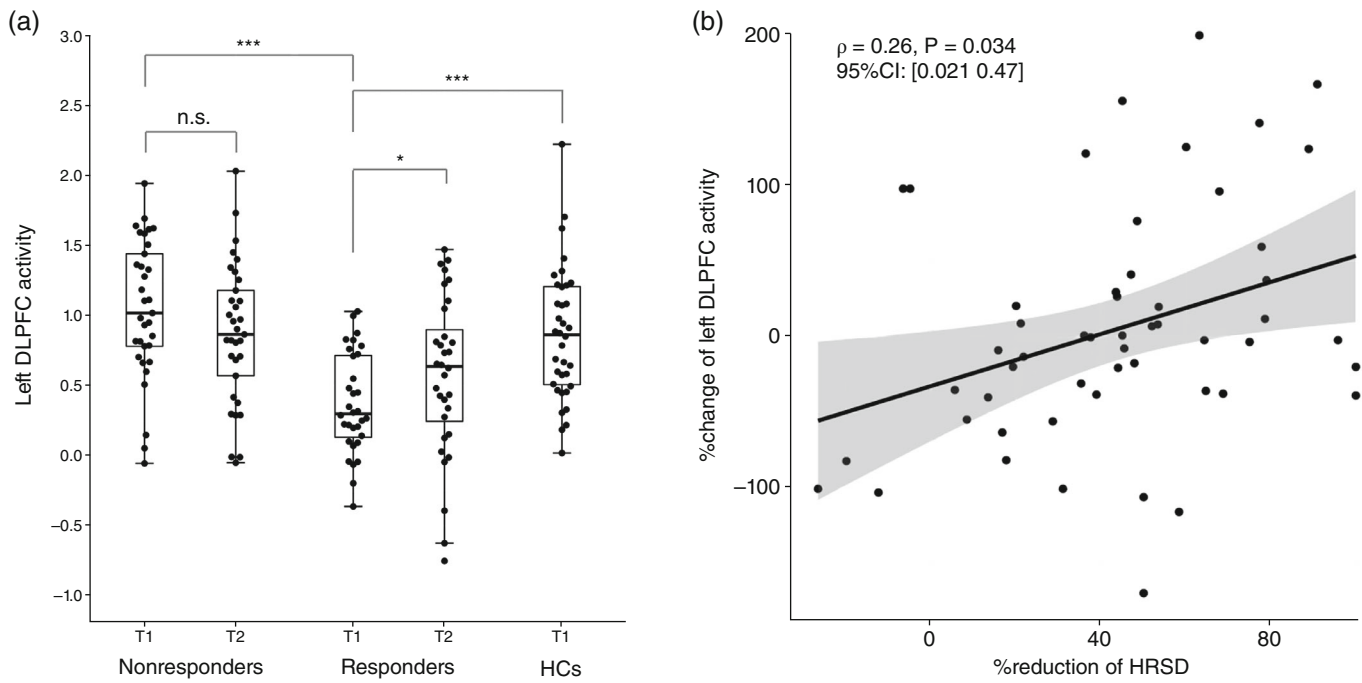 (a)
3.0
2.5
2.0
1.5
1.0
0.5
0.0
−0.5
−1.0
Left DLPFC activity
***
***
n.s.
*
T1
T2
T1
T2
T1
Nonresponders
Responders
HCs
(b)
200
100
0
−100
%change of left DLPFC activity
ρ = 0.26, P = 0.034
95%CI: [0.021 0.47]
0
40
80
%reduction of HRSD